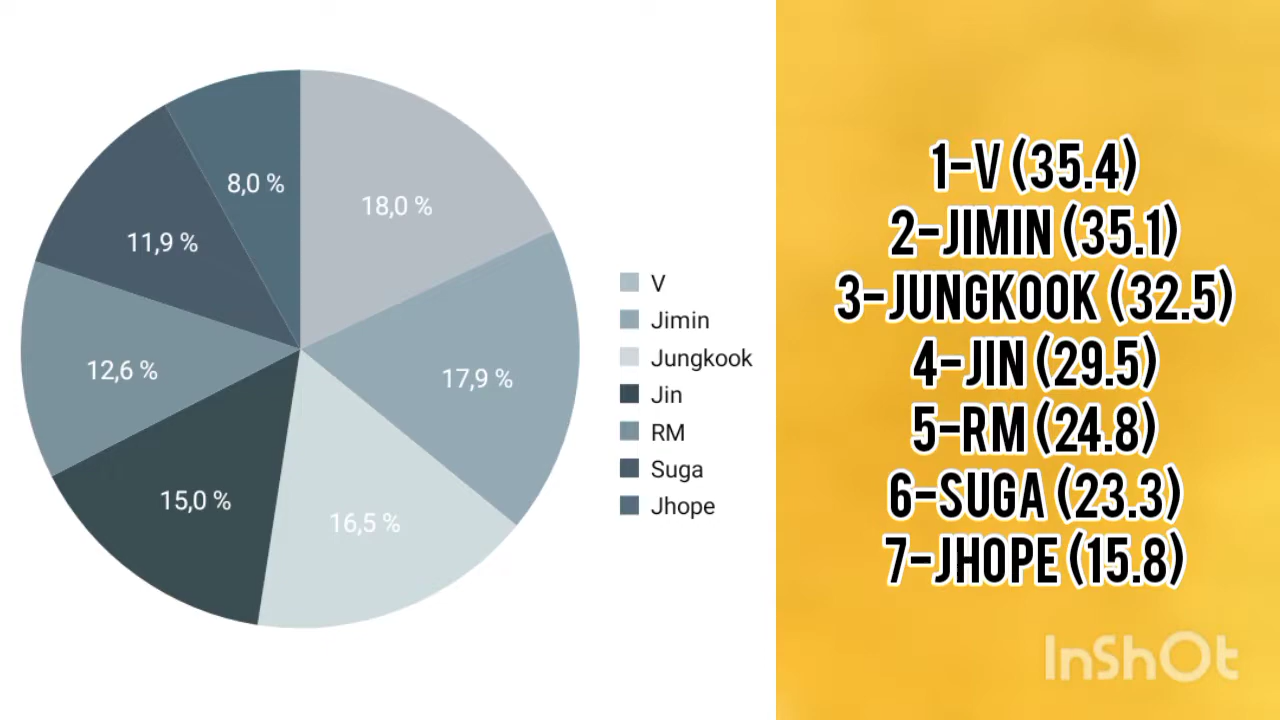 8,0 %
18,0 %
11,9 %
12,6 %
17,9 %
15,0 %
16,5 %
V
Jimin
Jungkook
Jin
RM
Suga
Jhope
1-V (35.4)
2-JIMIN (35.1)
3-JUNGKOOK (32.5)
4-JIN (29.5)
5-RM (24.8)
6-SUGA (23.3)
7-JHOPE (15.8)
InShOt